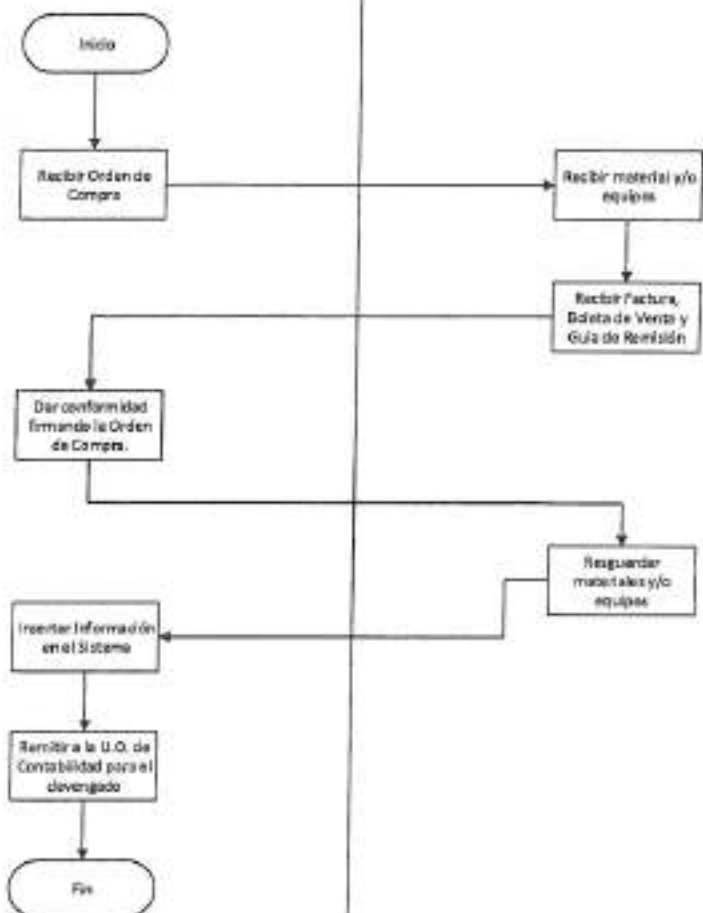 Inicio
Recibir Orden de
Compra
Recibir material y/o
equipos
Recibir Factura,
Boleta de Venta y
Guía de Remisión
Dar conformidad
firmando la Orden
de Compra.
Resguardar
materiales y/o
equipos
Insertar Información
en el Sistema
Remitir a la U.O. de
Contabilidad para el
devengado
Fin